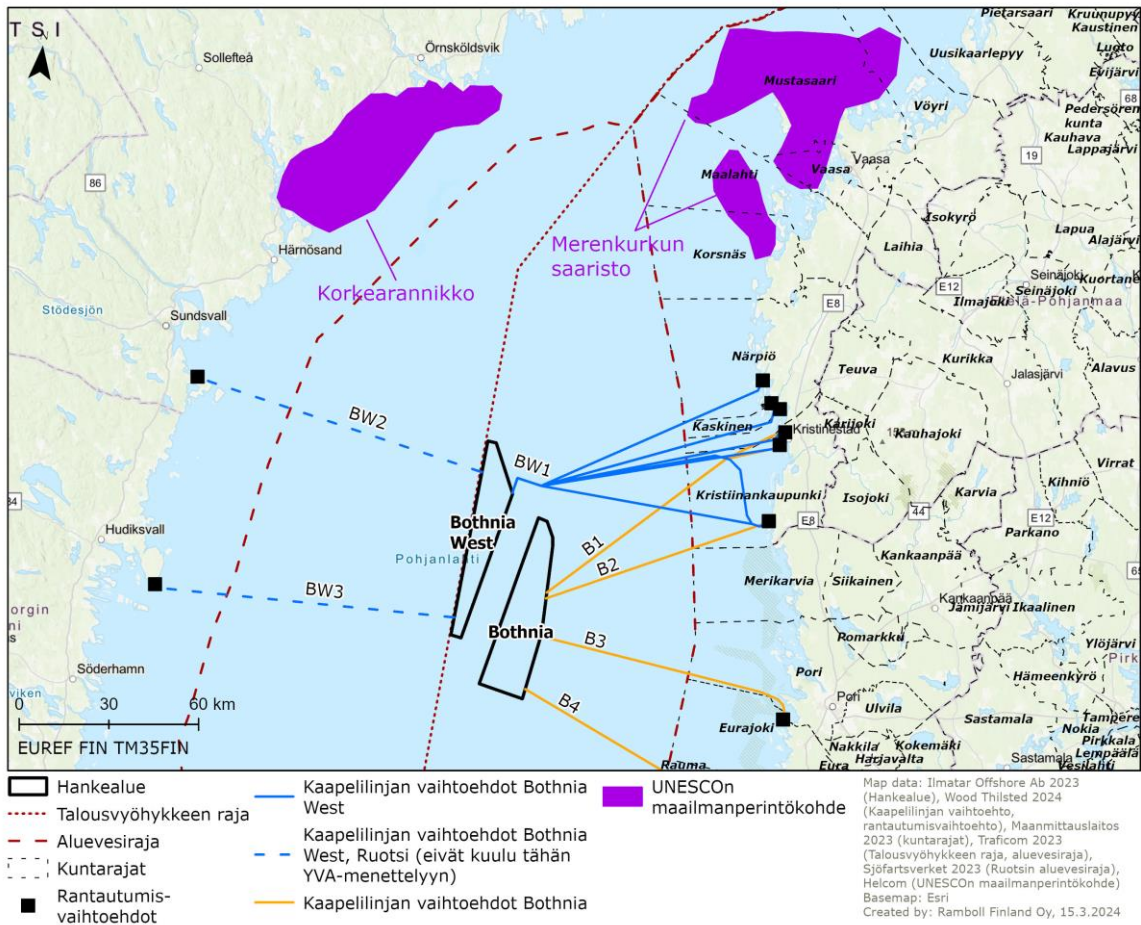 T S I
Sollefteå
Örnsköldsvik
Pietarsaari
Kruunupyy
Kaustinen
Luoto
Uusikaarlepyy
Evijärvi
Mustasaari
68
Vöyri
Pedersören
kunta
Kauhava
Lappajärvi
19
86
Vaasa
Vaasa
Maalahti
Isokyrö
Härnösand
Merenkurkun
saaristo
Korsnäs
Laihia
Lapua
Alajärvi
Seinäjoki
Kuortane
Seinäjoki
E12
Korkearannikko
Stödesjön
E8
Ilmajoki
Etelä-Pohjanmaa
Sundsvall
Närpiö
Teuva
Kurikka
Jalasjärvi
Alavus
BW2
Kaskinen
Kristinestad
Karijoki
Kauhajoki
BW1
Virrat
Kristiinankaupunki
Isojoki
Karvia
Kihniö
84
Hudiksvall
Bothnia
West
E8
44
E12
Parkano
Pohjanlahti
B1
B2
Kankaanpää
65
BW3
Merikarvia
Siikainen
Kankaanpää
Jämijärvi
Ikaalinen
Bothnia
B3
Pomarkku
Ylöjärvi
Söderhamn
Pori
Hämeenkyrö
B4
Pori
0 30 60 km
Ulvila
Sastamala
Tampere
Nokia
Eurajoki
Pirkkala
EUREF FIN TM35FIN
Nakkila
Kokemäki
Lempäälä
Rauma
Eura
Harjavalta
Sastamala
Vesilahti
Hankealue
Talousvyöhykkeen raja
Aluevesiraja
Kuntarajat
Rantautumis-
vaihtoehdot
Kaapelilinjan vaihtoehdot Bothnia
West
Kaapelilinjan vaihtoehdot Bothnia
West, Ruotsi (eivät kuulu tähän
YVA-menettelyyn)
Kaapelilinjan vaihtoehdot Bothnia
UNESCOn
maailmanperintökohde
Map data: Ilmatar Offshore Ab 2023
(Hankealue), Wood Thilsted 2024
(Kaapelilinjan vaihtoehto,
rantautumisvaihtoehto), Maanmittauslaitos
2023 (kuntarajat), Traficom 2023
(Talousvyöhykkeen raja, aluevesiraja),
Sjöfartsverket 2023 (Ruotsin aluevesiraja),
Helcom (UNESCOn maailmanperintökohde)
Basemap: Esri
Created by: Ramboll Finland Oy, 15.3.2024